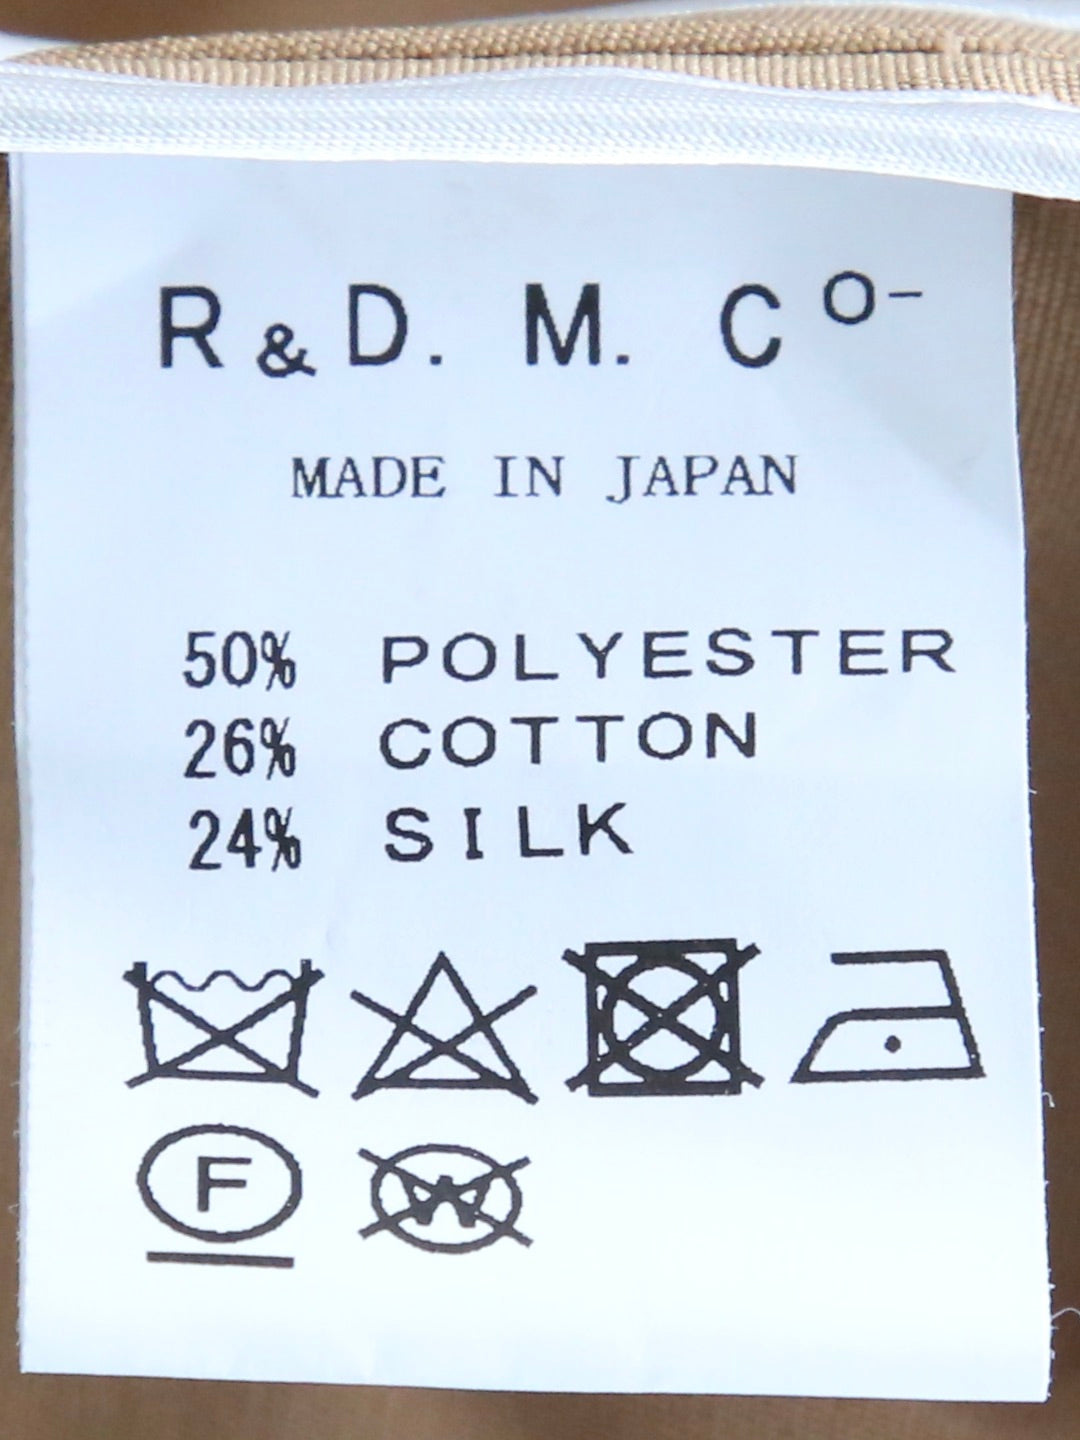 R&D. M. Co-
MADE IN JAPAN
50% POLYESTER
26% COTTON
24% SILK
F W